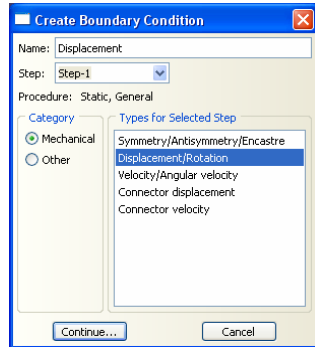 Create Boundary Condition
Name: Displacement
Step: Step-1
Procedure: Static, General
Category
Mechanical
Other
Types for Selected Step
Symmetry/Antisymmetry/Encastre
Displacement/Rotation
Velocity/Angular velocity
Connector displacement
Connector velocity
Continue... Cancel